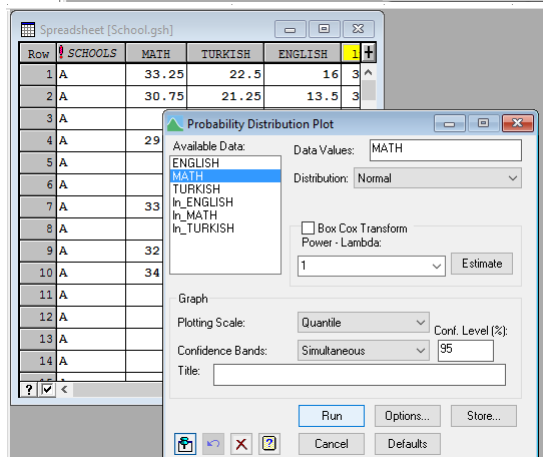 Spreadsheet [School.gsh]
Row ! SCHOOLS MATH TURKISH ENGLISH 1 +
1 A 33.25 22.5 16 3
2 A 30.75 21.25 13.5 3
3 A
4 A 29
5 A
6 A
7 A 33
8 A
9 A 32
10 A 34
11 A
12 A
13 A
14 A
?
Probability Distribution Plot
Available Data:
ENGLISH
MATH
TURKISH
ln_ENGLISH
ln_MATH
ln_TURKISH
Data Values: MATH
Distribution: Normal
Box Cox Transform
Power - Lambda:
1 Estimate
Graph
Plotting Scale: Quantile
Conf. Level (%):
Confidence Bands: Simultaneous 95
Title:
Run Options... Store...
? Cancel Defaults